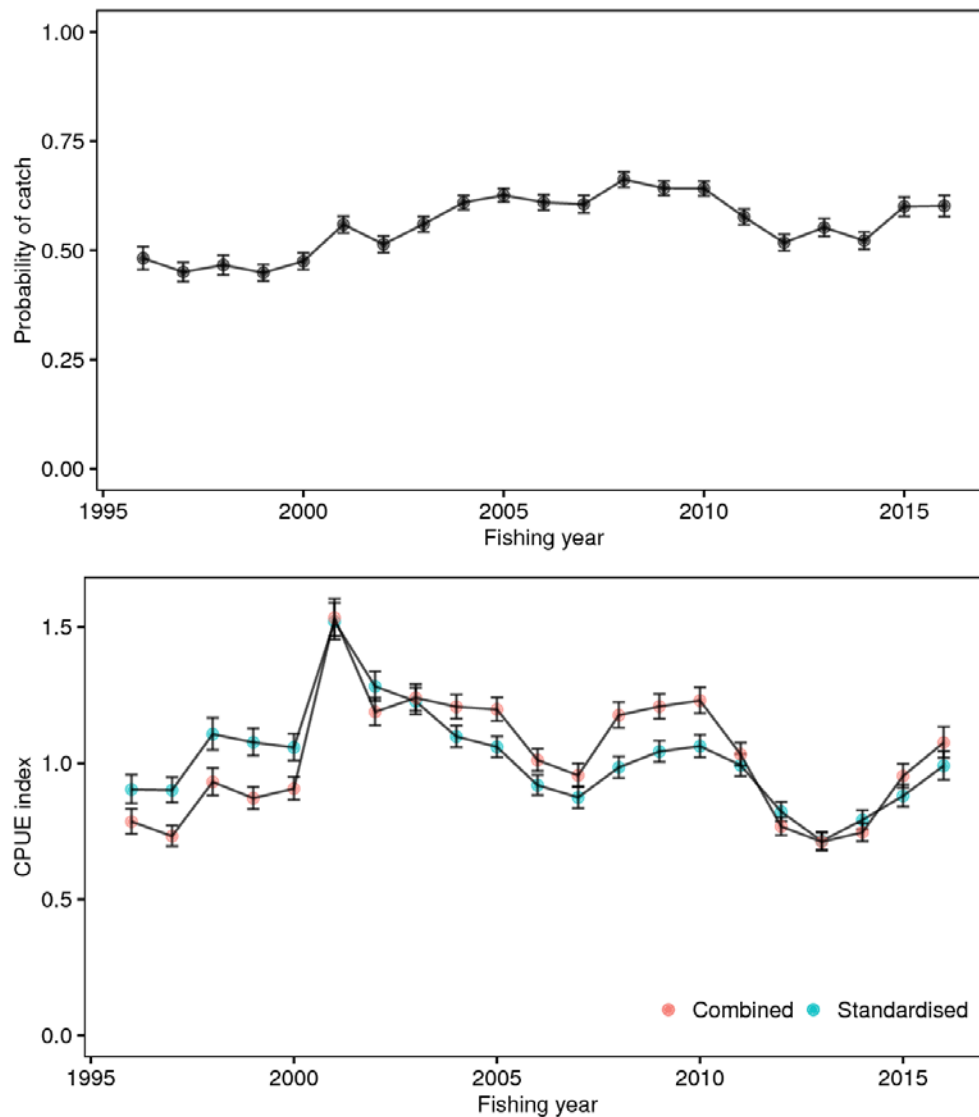 1.00
0.75
0.50
0.25
0.00
Probability of catch
1995 2000 2005 2010 2015
Fishing year
1.5
1.0
0.5
0.0
CPUE index
Combined Standardised
1995 2000 2005 2010 2015
Fishing year